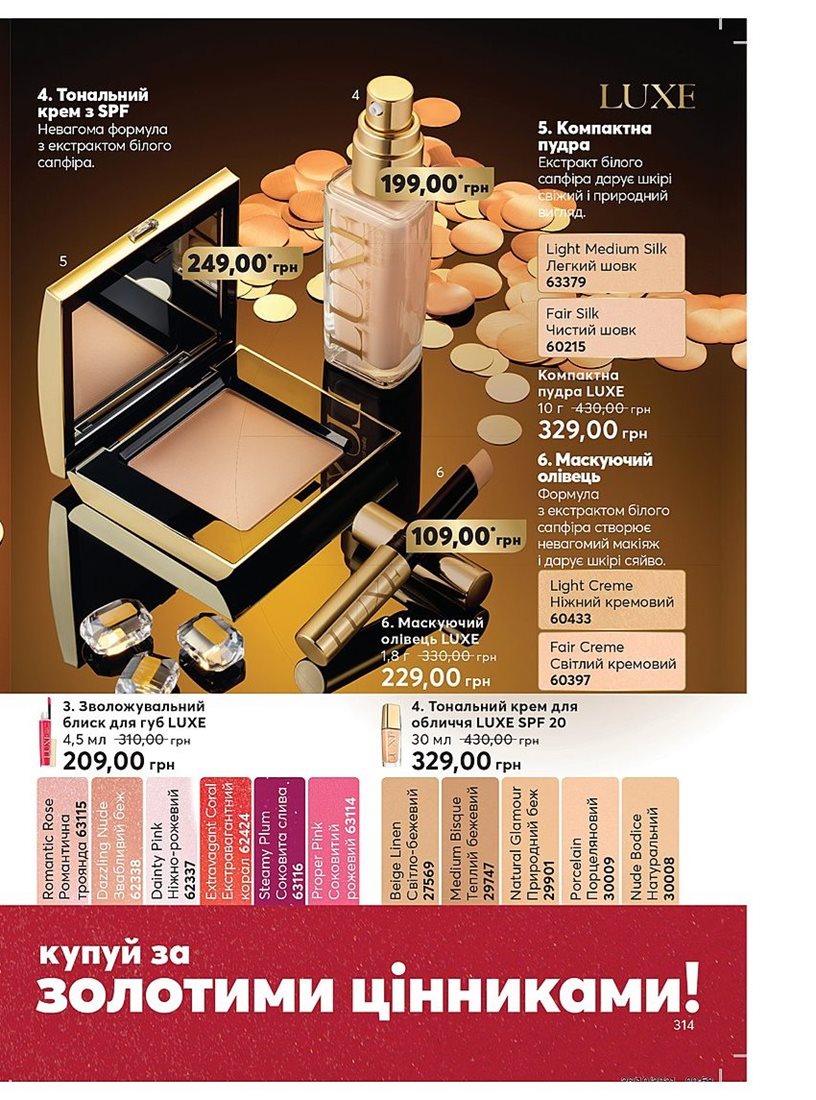 4. Тональний
крем з SPF
Невагома формула
з екстрактом білого
сапфіра.
4
199,00* грн
LUXE
LUXE
5. Компактна
пудра
Екстракт білого
сапфіра дарує шкірі
свіжий і природний
вигляд.
5
249,00* грн
Light Medium Silk
Легкий шовк
63379
Fair Silk
Чистий шовк
60215
Компактна
пудра LUXE
10 г 430,00 грн
329,00 грн
6. Маскуючий
олівець
Формула
з екстрактом білого
сапфіра створює
невагомий макіяж
і дарує шкірі сяйво.
6
109,00* грн
LUXE
Light Creme
Ніжний кремовий
60433
Fair Creme
Світлий кремовий
60397
6. Маскуючий
олівець LUXE
1,8 г 330,00 грн
229,00 грн
3. Зволожувальний
блиск для губ LUXE
4,5 мл 310,00 грн
209,00 грн
4. Тональний крем для
обличчя LUXE SPF 20
30 мл 430,00 грн
329,00 грн
Romantic Rose
Романтична
троянда 63115
Dazzling Nude
Звабливий беж
62338
Dainty Pink
Ніжно-рожевий
62337
Extravagant Coral
Екстравагантний
корал 62424
Steamy Plum
Соковита слива
63116
Proper Pink
Соковитий
рожевий 63114
Beige Linen
Світло-бежевий
27569
Medium Bisque
Теплий бежевий
29747
Natural Glamour
Природний беж
29901
Porcelain
Порцеляновий
30009
Nude Bodice
Натуральний
30008
купуй за
золотими цінниками!
314